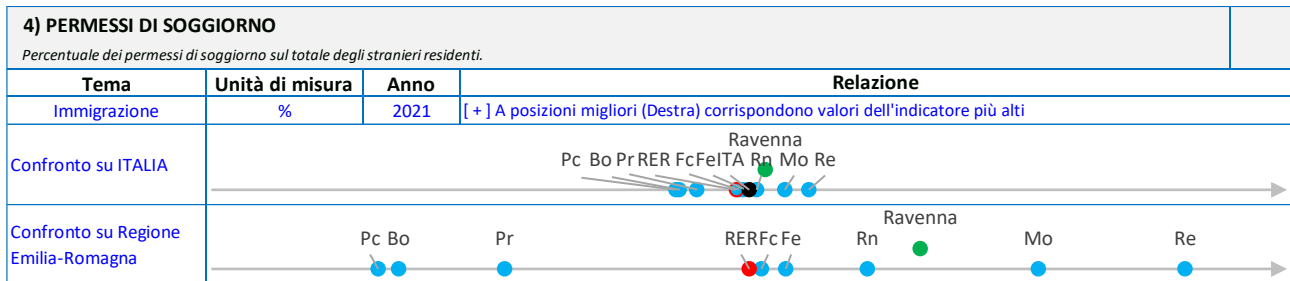 4) PERMESSI DI SOGGIORNO
Percentuale dei permessi di soggiorno sul totale degli stranieri residenti.
Tema Unità di misura Anno Relazione
Immigrazione % 2021 [ + ] A posizioni migliori (Destra) corrispondono valori dell'indicatore più alti
Confronto su ITALIA
Ravenna
Pc Bo Pr RER Fc Fe ITA Rn Mo Re
Confronto su Regione
Emilia-Romagna
Ravenna
Pc Bo Pr RER Fc Fe Rn Mo Re